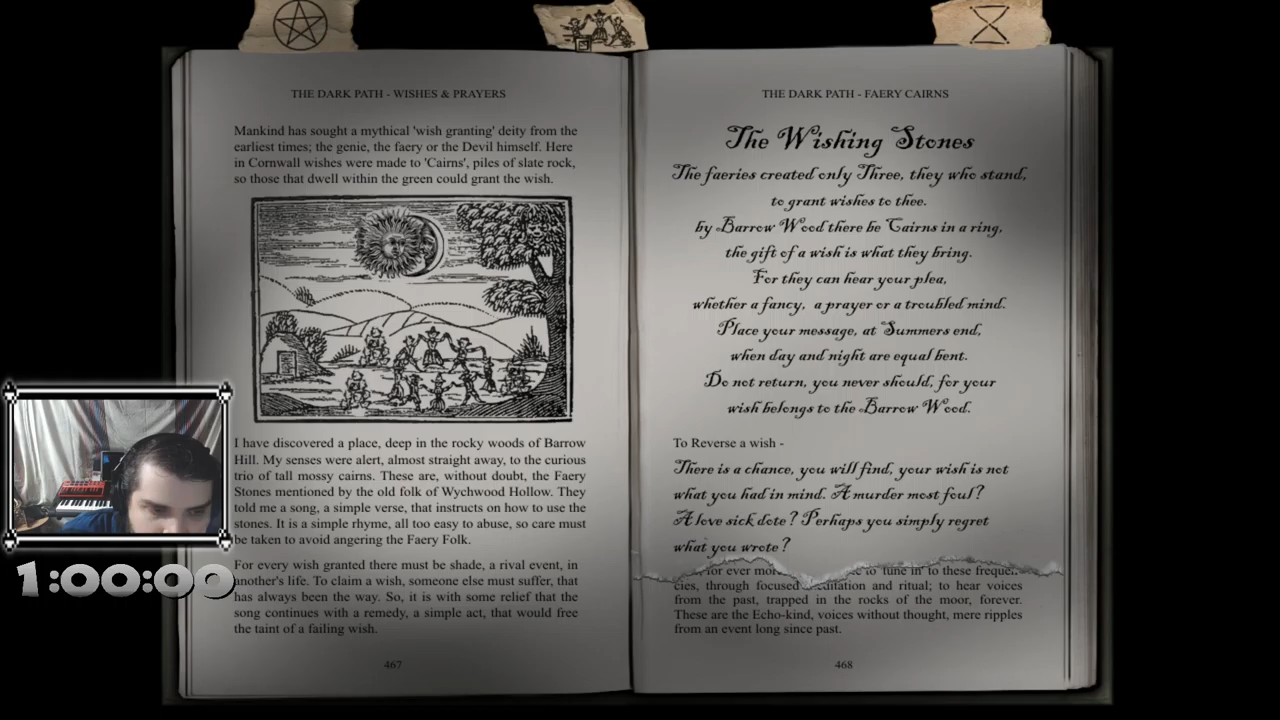 THE DARK PATH - WISHES & PRAYERS
Mankind has sought a mythical 'wish granting' deity from the
earliest times; the genie, the faery or the Devil himself. Here
in Cornwall wishes were made to 'Cairns', piles of slate rock,
so those that dwell within the green could grant the wish.
I have discovered a place, deep in the rocky woods of Barrow
Hill. My senses were alert, almost straight away, to the curious
trio of tall mossy cairns. These are, without doubt, the Faery
Stones mentioned by the old folk of Wychwood Hollow. They
told me a song, a simple verse, that instructs on how to use the
stones. It is a simple rhyme, all too easy to abuse, so care must
be taken to avoid angering the Faery Folk.
For every wish granted there must be shade, a rival event, in
another's life. To claim a wish, someone else must suffer, that
has always been the way. So, it is with some relief that the
song continues with a remedy, a simple act, that would free
the taint of a failing wish.
467
THE DARK PATH - FAERY CAIRNS
The Wishing Stones
The faeries created only Three, they who stand,
to grant wishes to thee.
by Barrow Wood there be Cairns in a ring,
the gift of a wish is what they bring.
For they can hear your plea,
whether a fancy, a prayer or a troubled mind.
Place your message, at Summers end,
when day and night are equal bent.
Do not return, you never should, for your
wish belongs to the Barrow Wood.
To Reverse a wish -
There is a chance, you will find, your wish is not
what you had in mind. A murder most foul?
A love sick dote? Perhaps you simply regret
what you wrote?
for ever to 'tune in' to these
cies, through focused and ritual; to hear voices
from the past, trapped in the rocks of the moor, forever.
These are the Echo-kind, voices without thought, mere ripples
from an event long since past.
468
1:00:00